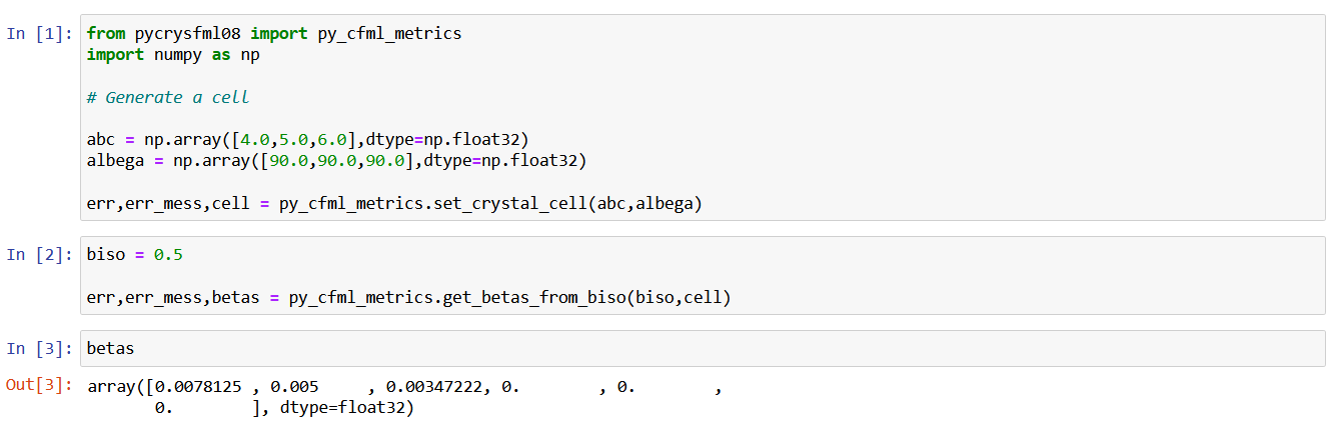 In [1]: from pycrysfml08 import py_cfml_metrics
import numpy as np
# Generate a cell
abc = np.array([4.0,5.0,6.0],dtype=np.float32)
albega = np.array([90.0,90.0,90.0],dtype=np.float32)
err,err_mess,cell = py_cfml_metrics.set_crystal_cell(abc,albega)
In [2]: biso = 0.5
err,err_mess,betas = py_cfml_metrics.get_betas_from_biso(biso,cell)
In [3]: betas
Out[3]: array([0.0078125 , 0.005     , 0.00347222, 0.        , 0.        ,
0.        ], dtype=float32)